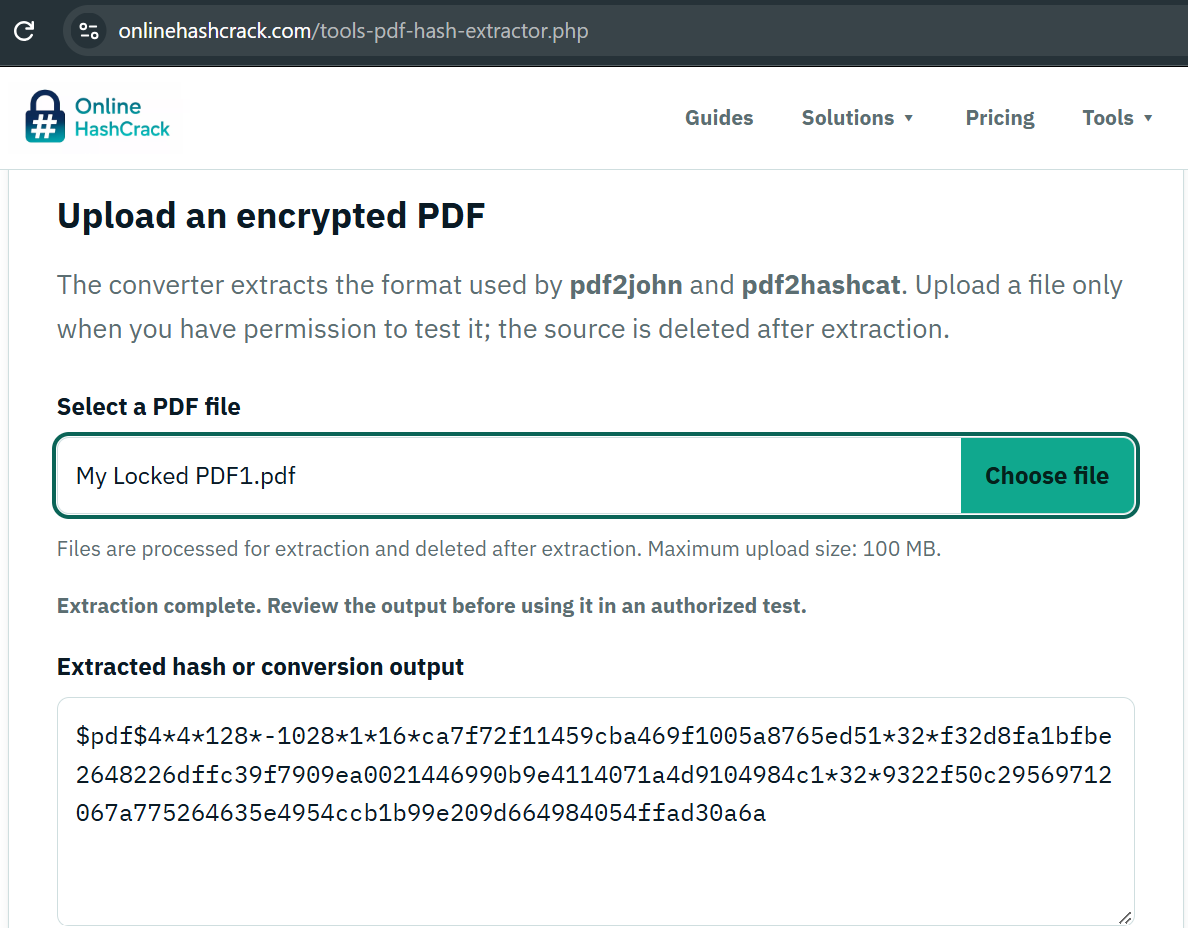 onlinehashcrack.com/tools-pdf-hash-extractor.php
Online
HashCrack
#
Guides
Solutions ▼
Pricing
Tools ▼
Upload an encrypted PDF
The converter extracts the format used by pdf2john and pdf2hashcat. Upload a file only
when you have permission to test it; the source is deleted after extraction.
Select a PDF file
My Locked PDF1.pdf
Choose file
Files are processed for extraction and deleted after extraction. Maximum upload size: 100 MB.
Extraction complete. Review the output before using it in an authorized test.
Extracted hash or conversion output
$pdf$4*4*128*-1028*1*16*ca7f72f11459cba469f1005a8765ed51*32*f32d8fa1bfbe
2648226dffc39f7909ea0021446990b9e4114071a4d9104984c1*32*9322f50c29569712
067a775264635e4954ccb1b99e209d664984054ffad30a6a